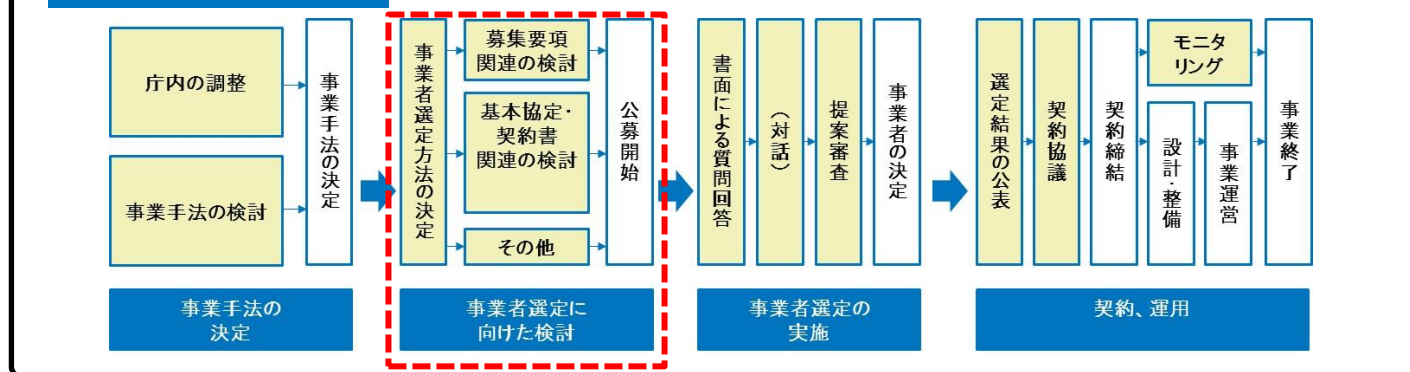 庁内の調整
事業手法の検討
事業手法の決定
事業手法の
決定
事業者選定方法の決定
募集要項
関連の検討
基本協定・
契約書
関連の検討
その他
公募開始
事業者選定に
向けた検討
書面による質問回答
（対話）
提案審査
事業者の決定
事業者選定の
実施
選定結果の公表
契約協議
契約締結
モニタ
リング
設計・整備
事業運営
事業終了
契約、運用